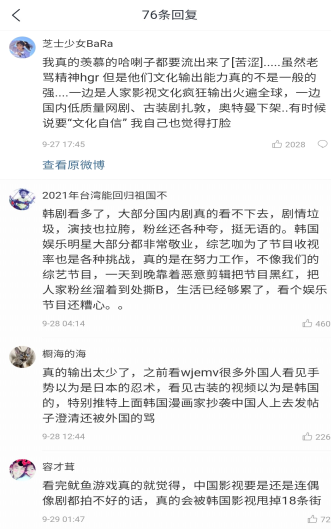 76条回复
芝士少女BaRa
我真的羡慕的哈喇子都要流出来了[苦涩].....虽然老
骂精神hgr 但是他们文化输出能力真的不是一般的
强....一边是人家影视文化疯狂输出火遍全球，一边
国内低质量网剧、古装剧扎敦，奥特曼下架..有时候
说要“文化自信” 我自己也觉得打脸
9-27 17:45
2028
查看原微博
2021年台湾能回归祖国不
韩剧看多了，大部分国内剧真的看不下去，剧情垃
圾，演技也拉胯，粉丝还各种夸，挺无语的。韩国
娱乐明星大部分都非常敬业，综艺咖为了节目收视
率也是各种挑战，真的是在努力工作，不像我们的
综艺节目，一天到晚靠着恶意剪辑把节目黑红，把
人家粉丝溜着到处撕B，生活已经够累了，看个娱乐
节目还糟心。。
9-28 04:14
460
橱海的海
真的输出太少了，之前看wjemv很多外国人看见手
势以为是日本的忍术，看见古装的视频以为是韩国
的，特别推特上面韩国漫画家抄袭中国人上去发帖
子澄清还被外国的骂
9-28 12:44
226
容才茸
看完鱿鱼游戏真的就觉得，中国影视要是还是连偶
像剧都拍不好的话，真的会被韩国影视甩掉18条街
9-29 01:47
72